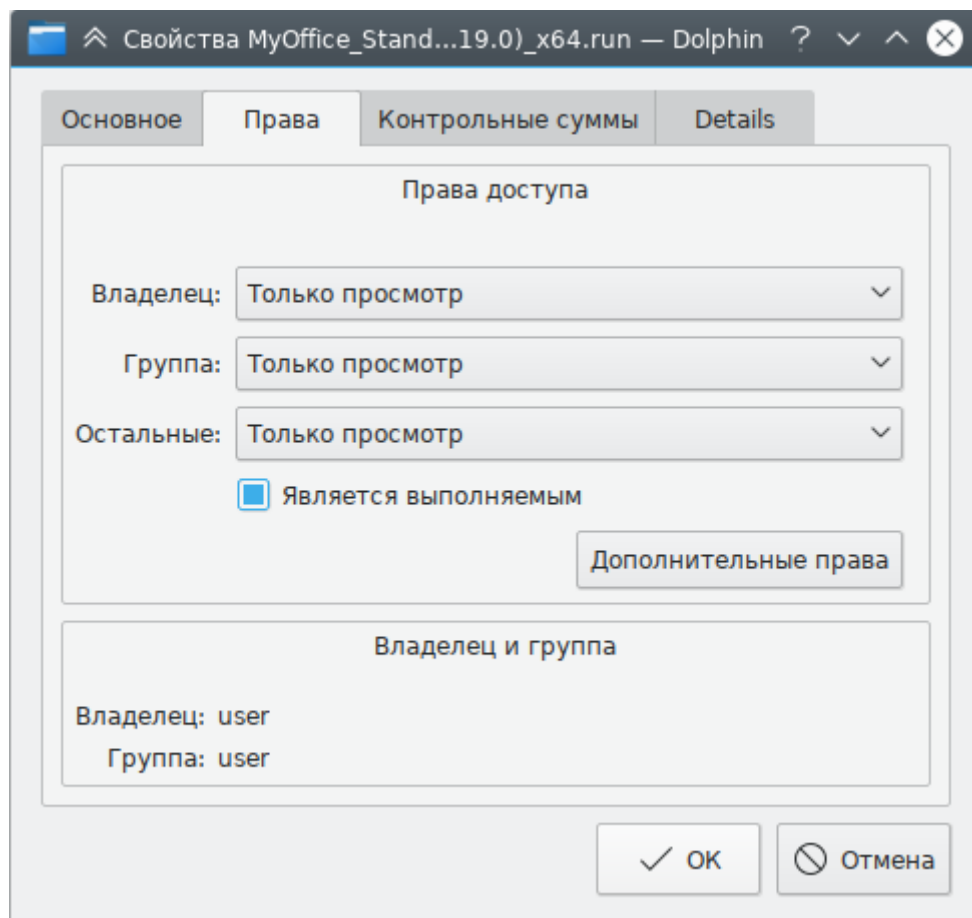 Свойства MyOffice_Stand...19.0)_x64.run — Dolphin
Основное Права Контрольные суммы Details
Права доступа
Владелец: Только просмотр
Группа: Только просмотр
Остальные: Только просмотр
Является выполняемым
Дополнительные права
Владелец и группа
Владелец: user
Группа: user
ОК Отмена